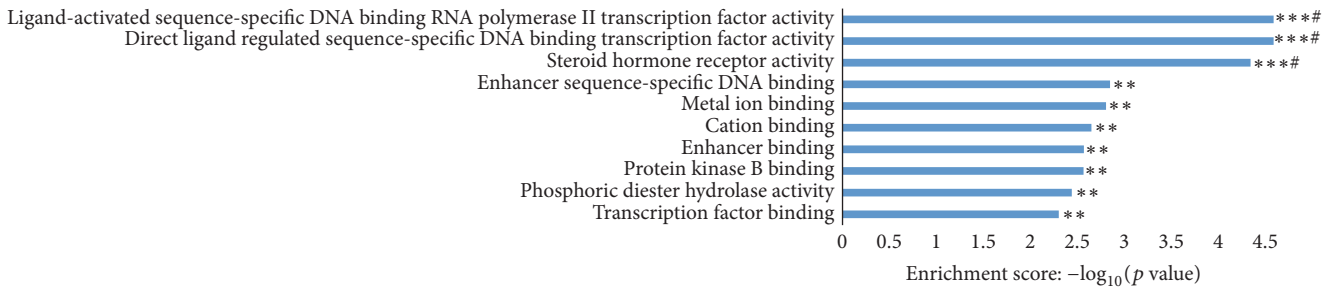 Ligand-activated sequence-specific DNA binding RNA polymerase II transcription factor activity ***#
Direct ligand regulated sequence-specific DNA binding transcription factor activity ***#
Steroid hormone receptor activity ***#
Enhancer sequence-specific DNA binding **
Metal ion binding **
Cation binding **
Enhancer binding **
Protein kinase B binding **
Phosphoric diester hydrolase activity **
Transcription factor binding **
0 0.5 1 1.5 2 2.5 3 3.5 4 4.5
Enrichment score: −log₁₀(p value)